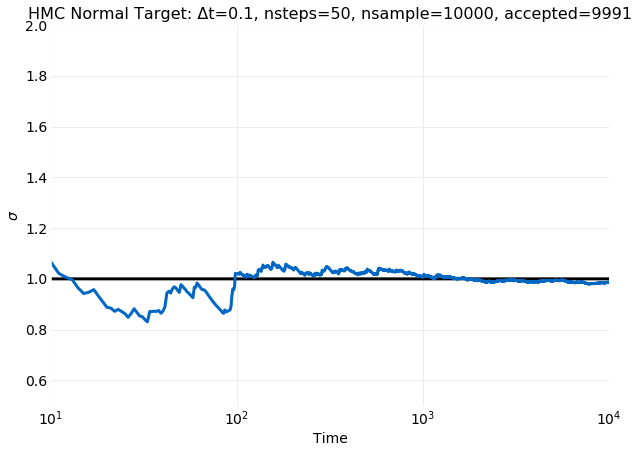 HMC Normal Target: Δt=0.1, nsteps=50, nsample=10000, accepted=9991
2.0
1.8
1.6
1.4
1.2
1.0
0.8
0.6
σ
10¹ 10² 10³ 10⁴
Time